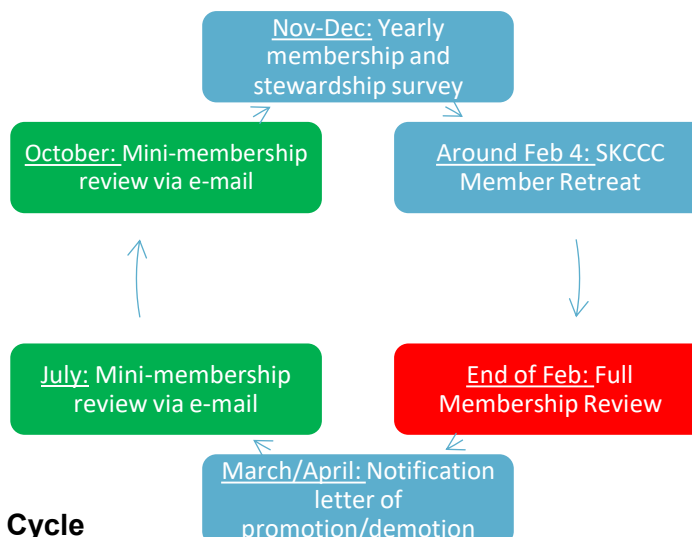 Nov-Dec: Yearly
membership and
stewardship survey
October: Mini-membership
review via e-mail
Around Feb 4: SKCCC
Member Retreat
July: Mini-membership
review via e-mail
End of Feb: Full
Membership Review
March/April: Notification
letter of
promotion/demotion
Cycle